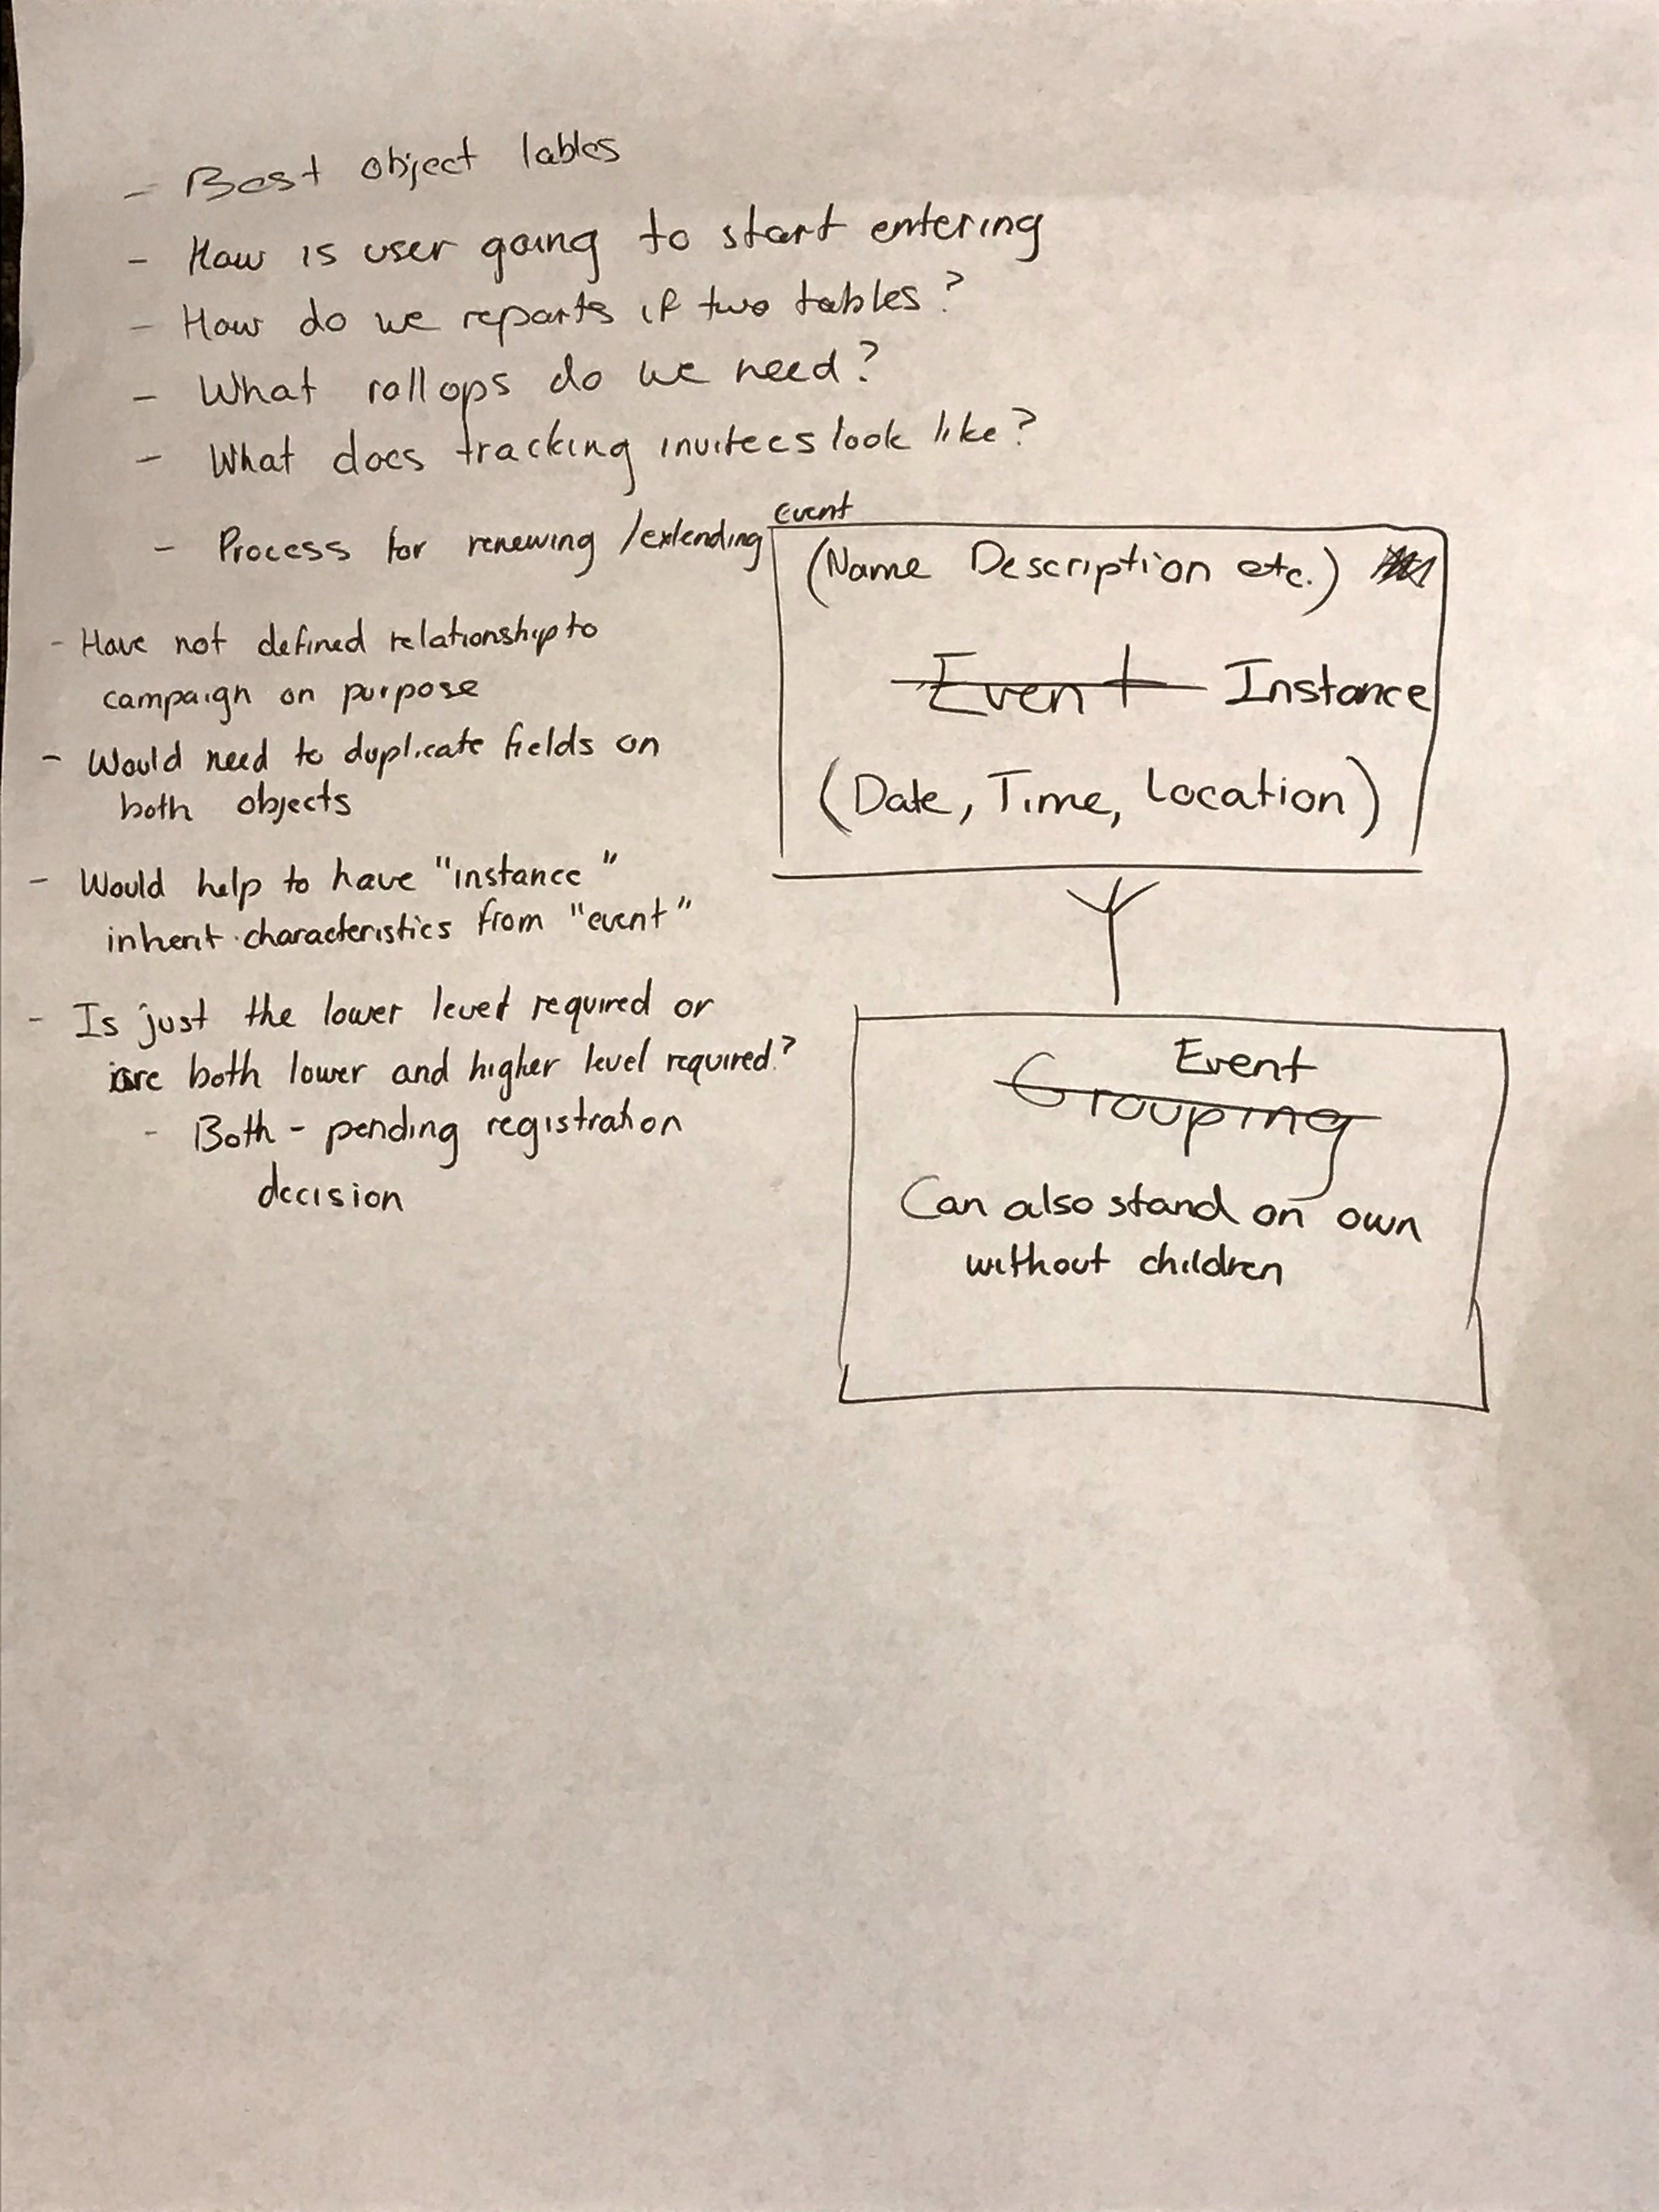 - Best object lables
- How is user going to start entering
- How do we reports if two tables?
- What rollops do we need?
- What does tracking invitees look like?
- Process for renewing /extending
- Have not defined relationship to
campaign on purpose
- Would need to duplicate fields on
both objects
- Would help to have "instance"
inherit characteristics from "event"
- Is just the lower level required or
are both lower and higher level required?
- Both - pending registration
decision
Event
(Name Description etc.)
Event Instance
(Date, Time, Location)
Event
Grouping
Can also stand on own
without children